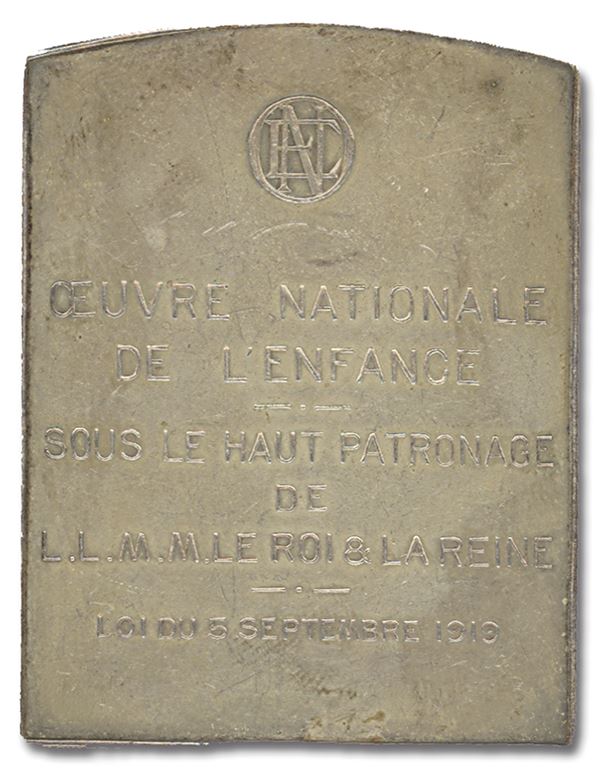 ŒUVRE NATIONALE
DE L'ENFANCE
SOUS LE HAUT PATRONAGE
DE
L.L.M.M. LE ROI & LA REINE
LOI DU 5 SEPTEMBRE 1919